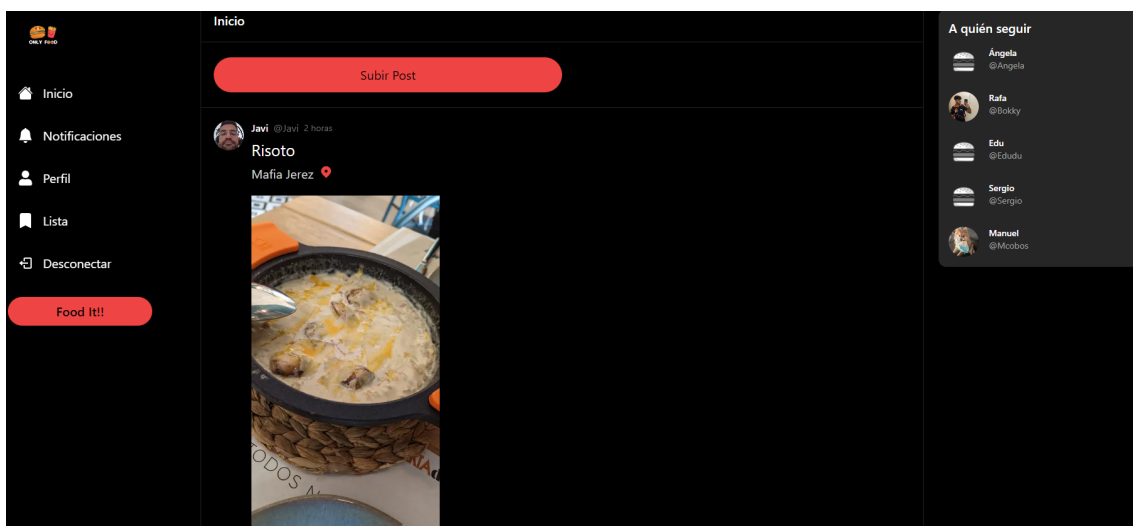 ONLY FOOD
Inicio
Notificaciones
Perfil
Lista
Desconectar
Food It!!
Inicio
Subir Post
Javi @Javi 2 horas
Risoto
Mafia Jerez
TODOS N
A quién seguir
Ángela
@Angela
Rafa
@Bokky
Edu
@Edudu
Sergio
@Sergio
Manuel
@Mcobos